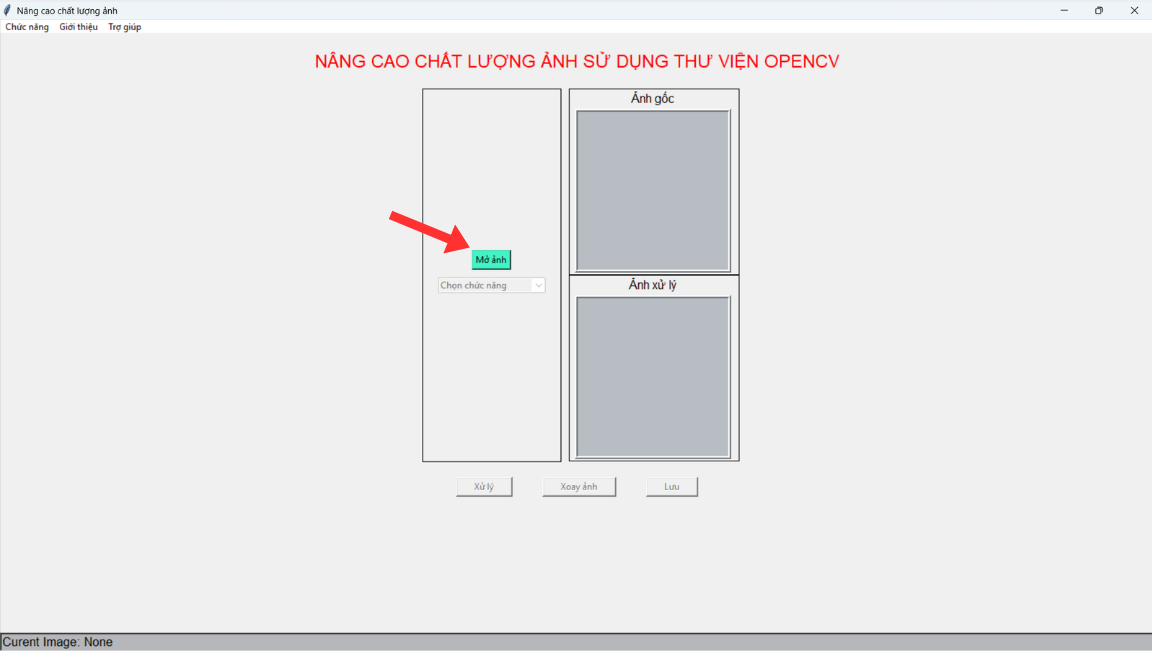 Nâng cao chất lượng ảnh
Chức năng Giới thiệu Trợ giúp
NÂNG CAO CHẤT LƯỢNG ẢNH SỬ DỤNG THƯ VIỆN OPENCV
Ảnh gốc
Mở ảnh
Chọn chức năng
Ảnh xử lý
Xử lý Xoay ảnh Lưu
Curent Image: None